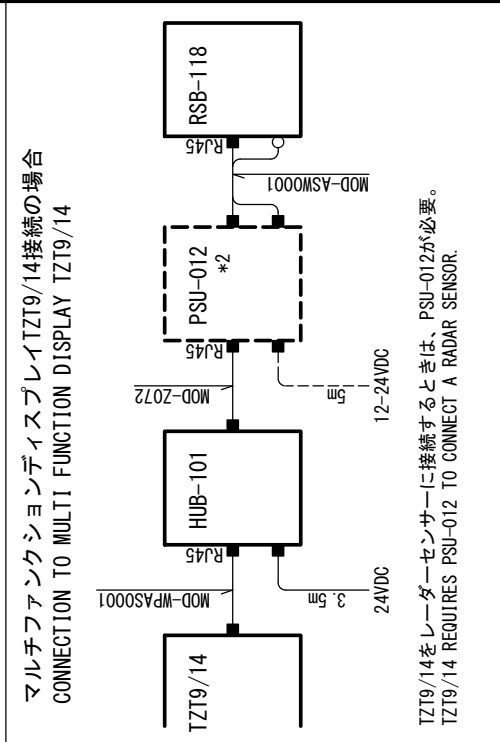 マルチファンクションディスプレイTZT9/14接続の場合
CONNECTION TO MULTI FUNCTION DISPLAY TZT9/14
TZT9/14
MOD-WPAS0001
RJ45
HUB-101
3.5m
24VDC
MOD-Z072
RJ45
PSU-012
*2
5m
12-24VDC
MOD-ASW0001
RJ45
RSB-118
TZT9/14をレーダーセンサーに接続するときは、PSU-012が必要。
TZT9/14 REQUIRES PSU-012 TO CONNECT A RADAR SENSOR.